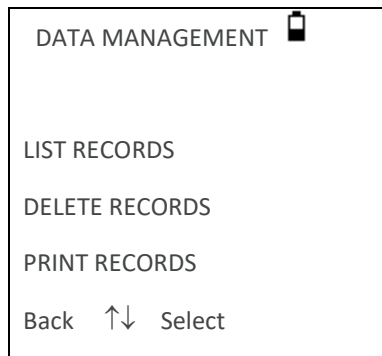 DATA MANAGEMENT
LIST RECORDS
DELETE RECORDS
PRINT RECORDS
Back ↑↓ Select